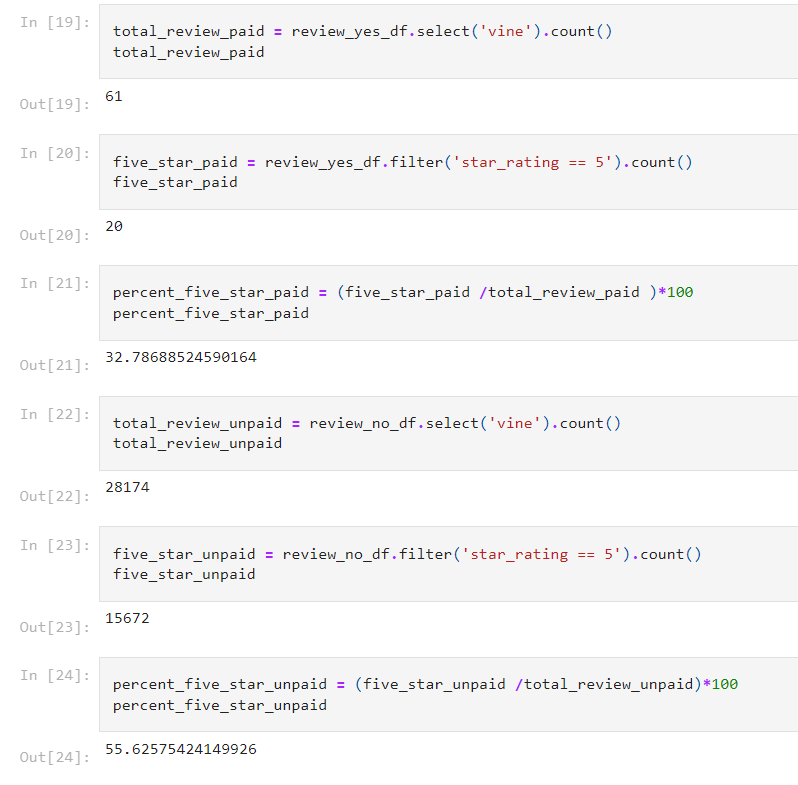 In [19]:
total_review_paid = review_yes_df.select('vine').count()
total_review_paid
Out[19]:
61
In [20]:
five_star_paid = review_yes_df.filter('star_rating == 5').count()
five_star_paid
Out[20]:
20
In [21]:
percent_five_star_paid = (five_star_paid /total_review_paid )*100
percent_five_star_paid
Out[21]:
32.78688524590164
In [22]:
total_review_unpaid = review_no_df.select('vine').count()
total_review_unpaid
Out[22]:
28174
In [23]:
five_star_unpaid = review_no_df.filter('star_rating == 5').count()
five_star_unpaid
Out[23]:
15672
In [24]:
percent_five_star_unpaid = (five_star_unpaid /total_review_unpaid)*100
percent_five_star_unpaid
Out[24]:
55.62575424149926